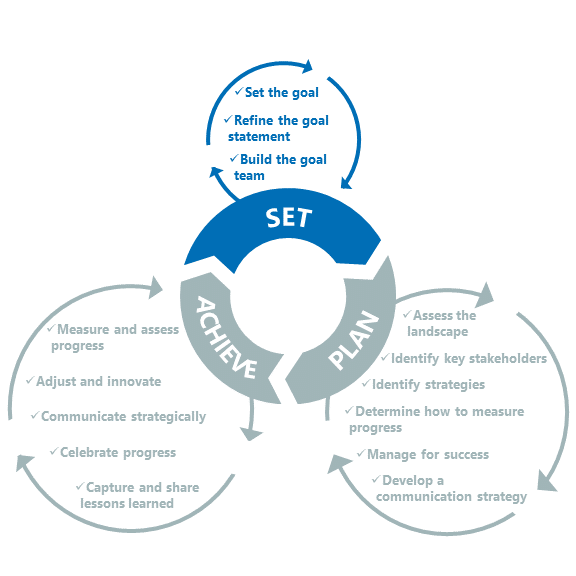 ✓Set the goal
✓Refine the goal
statement
✓Build the goal
team
SET
PLAN
ACHIEVE
✓Assess the
landscape
✓Identify key stakeholders
✓Identify strategies
✓Determine how to measure
progress
✓Manage for success
✓Develop a
communication strategy
✓Measure and assess
progress
✓Adjust and innovate
✓Communicate strategically
✓Celebrate progress
✓Capture and share
lessons learned